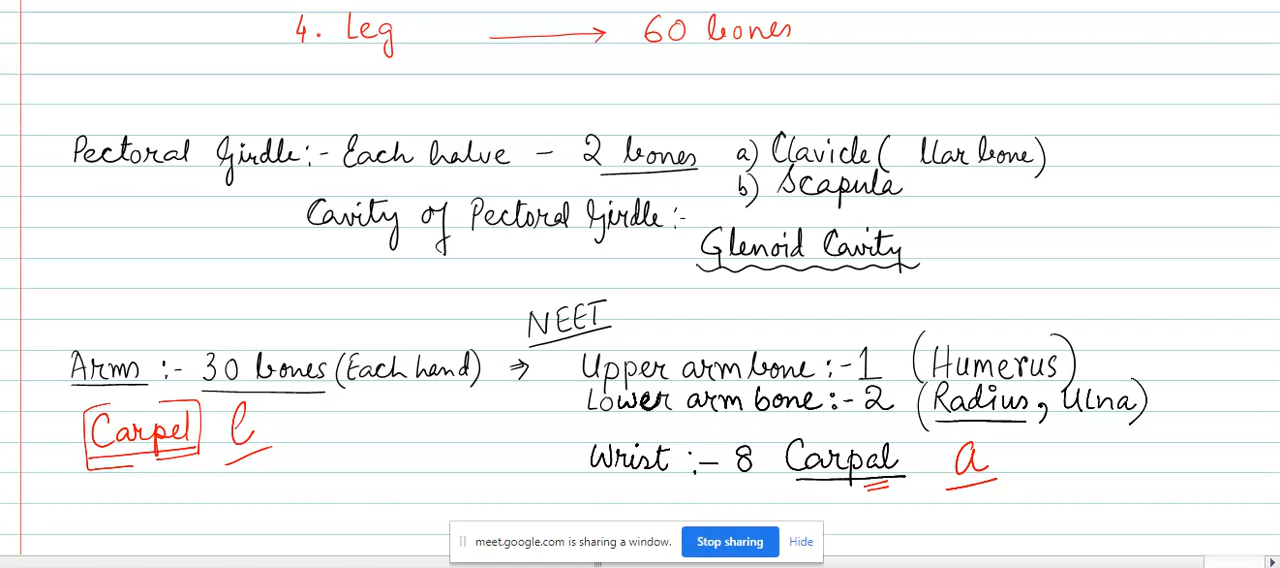 4. Leg → 60 bones
Pectoral Girdle:- Each halve - 2 bones a) Clavicle (
bone)
b) Scapula
Cavity of Pectoral Girdle:-
Glenoid Cavity
NEET
Arms :- 30 bones (Each hand) ⇒ Upper arm bone :- 1 (Humerus)
Lower arm bone :- 2 (Radius, Ulna)
Carpel e
Wrist :- 8 Carpal a
meet.google.com is sharing a window. Stop sharing Hide